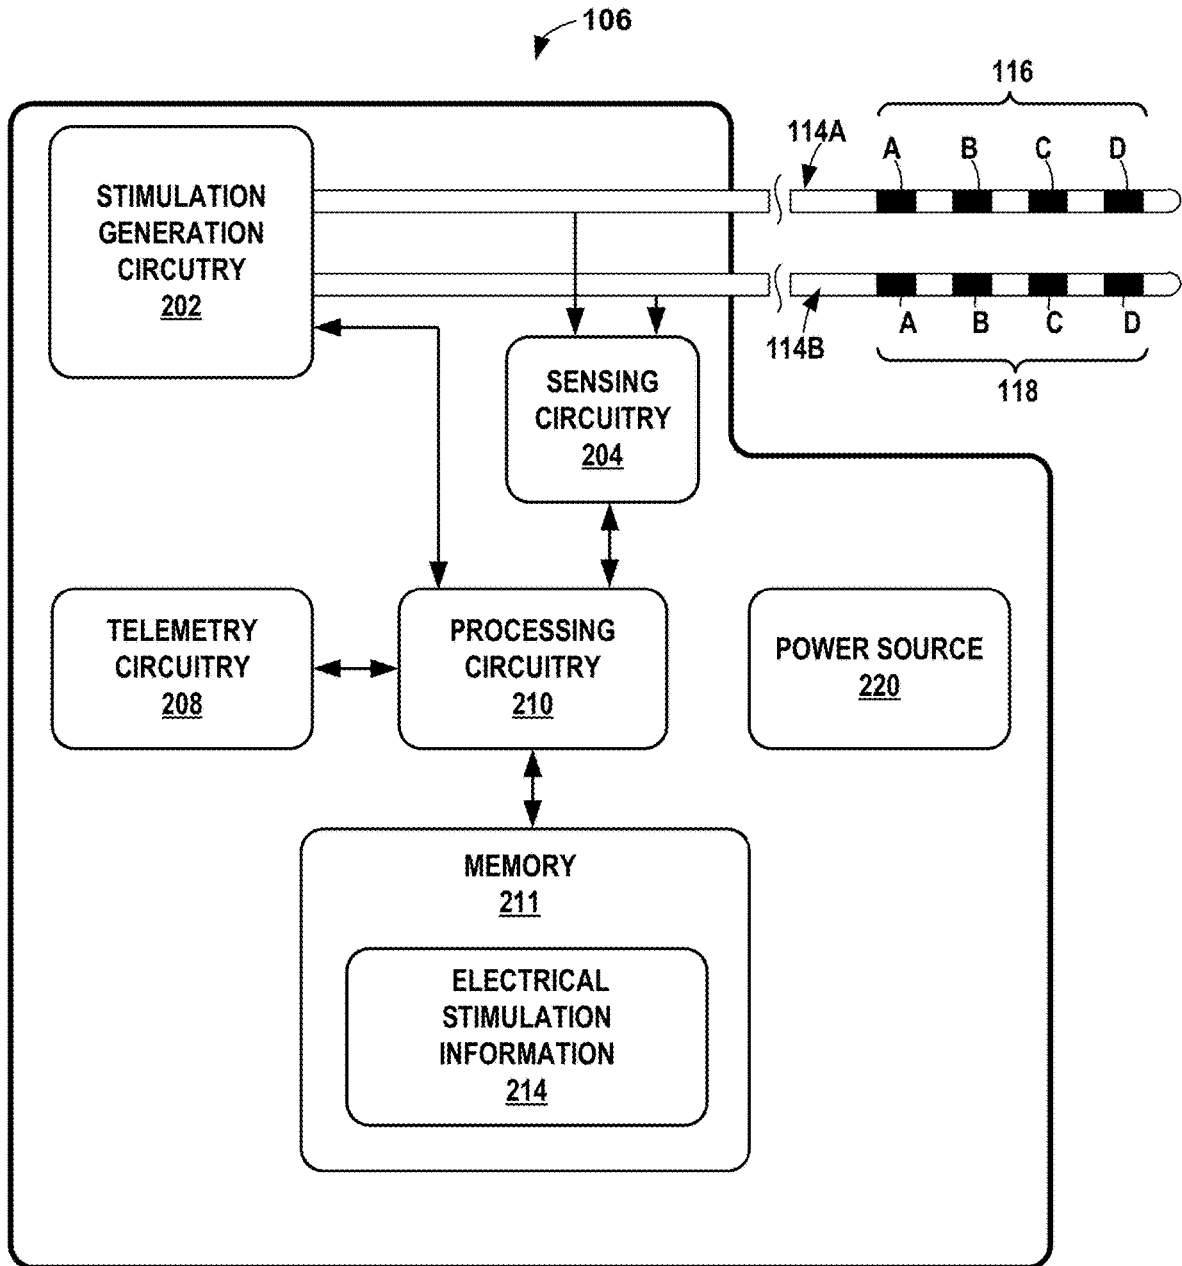 106
116
114A
A B C D
STIMULATION
GENERATION
CIRCUTRY
202
A B C D
114B
118
SENSING
CIRCUITRY
204
TELEMETRY
CIRCUITRY
208
PROCESSING
CIRCUITRY
210
POWER SOURCE
220
MEMORY
211
ELECTRICAL
STIMULATION
INFORMATION
214